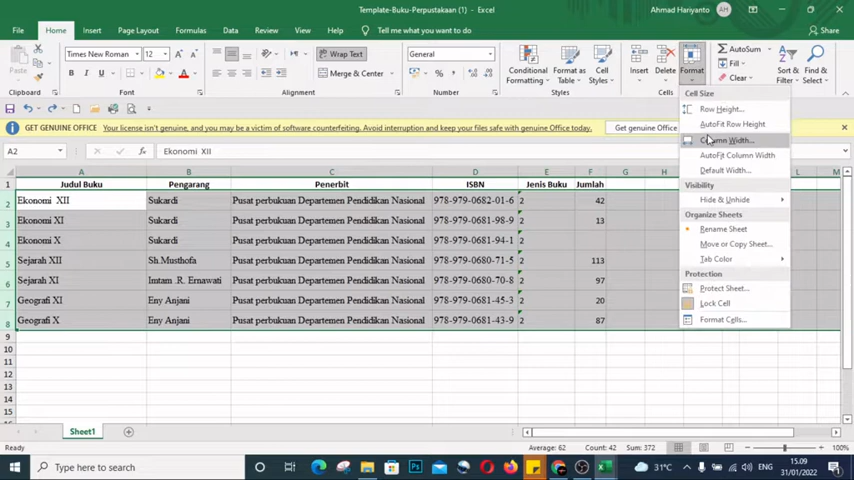 Template-Buku-Perpustakaan (1) - Excel
Ahmad Hariyanto
AH
File
Home
Insert
Page Layout
Formulas
Data
Review
View
Help
Tell me what you want to do
Share
Paste
Clipboard
Times New Roman
12
B
I
U
Font
Wrap Text
Merge & Center
Alignment
General
Number
Conditional Formatting
Format as Table
Cell Styles
Styles
Insert
Delete
Format
Cells
AutoSum
Fill
Clear
Sort & Filter
Find & Select
GET GENUINE OFFICE
Your license isn't genuine, and you may be a victim of software counterfeiting. Avoid interruption and keep your files safe with genuine Office today.
Get genuine Office
A2
Ekonomi XII
Cell Size
Row Height...
AutoFit Row Height
Column Width...
AutoFit Column Width
Default Width...
Visibility
Hide & Unhide
Organize Sheets
Rename Sheet
Move or Copy Sheet...
Tab Color
Protection
Protect Sheet...
Lock Cell
Format Cells...
A B C D E F G H M
1 Judul Buku Pengarang Penerbit ISBN Jenis Buku Jumlah
2 Ekonomi XII Sukardi Pusat perbukuan Departemen Pendidikan Nasional 978-979-0682-01-6 2 42
3 Ekonomi XI Sukardi Pusat perbukuan Departemen Pendidikan Nasional 978-979-0681-98-9 2 13
4 Ekonomi X Sukardi Pusat perbukuan Departemen Pendidikan Nasional 978-979-0681-94-1 2
5 Sejarah XII Sh.Musthofa Pusat perbukuan Departemen Pendidikan Nasional 978-979-0680-71-5 2 113
6 Sejarah XI Imtam .R. Ernawati Pusat perbukuan Departemen Pendidikan Nasional 978-979-0680-70-8 2 97
7 Geografi XI Eny Anjani Pusat perbukuan Departemen Pendidikan Nasional 978-979-0681-45-3 2 20
8 Geografi X Eny Anjani Pusat perbukuan Departemen Pendidikan Nasional 978-979-0681-43-9 2 87
9
10
11
12
13
14
15
Sheet1
Average: 62 Count: 42 Sum: 372
100%
Type here to search
31°C
ENG
15.09
31/01/2022